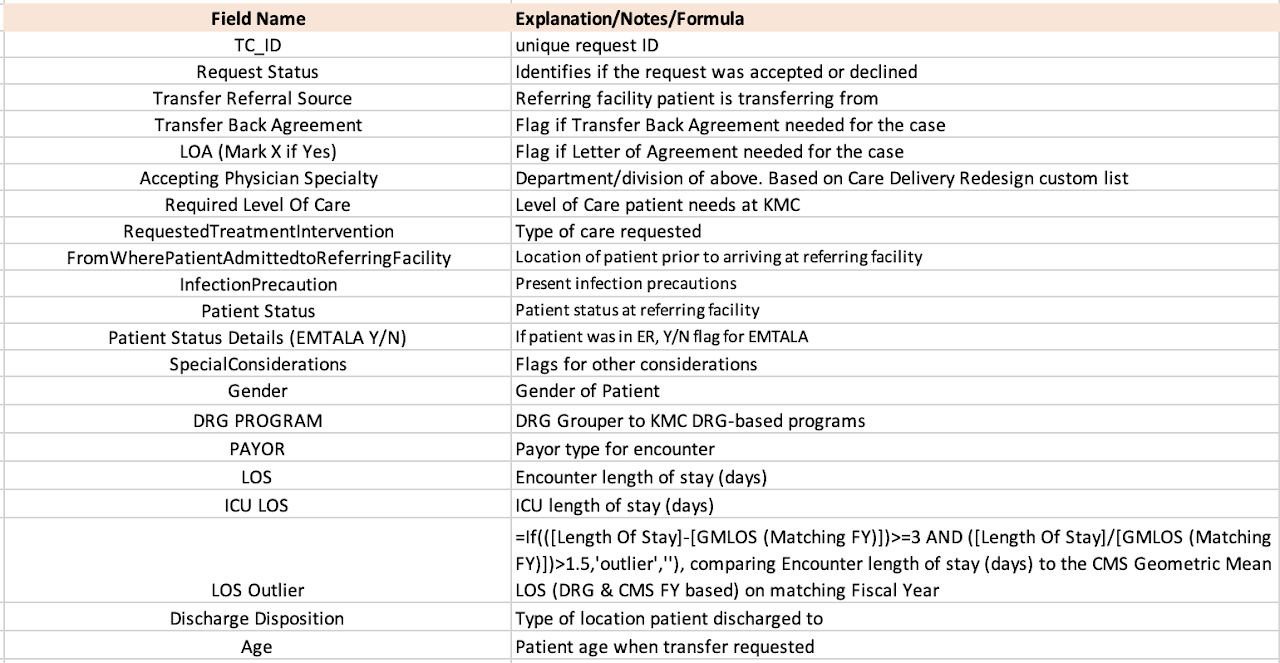 Field Name Explanation/Notes/Formula
TC_ID unique request ID
Request Status Identifies if the request was accepted or declined
Transfer Referral Source Referring facility patient is transferring from
Transfer Back Agreement Flag if Transfer Back Agreement needed for the case
LOA (Mark X if Yes) Flag if Letter of Agreement needed for the case
Accepting Physician Specialty Department/division of above. Based on Care Delivery Redesign custom list
Required Level Of Care Level of Care patient needs at KMC
RequestedTreatmentIntervention Type of care requested
FromWherePatientAdmittedtoReferringFacility Location of patient prior to arriving at referring facility
InfectionPrecaution Present infection precautions
Patient Status Patient status at referring facility
Patient Status Details (EMTALA Y/N) If patient was in ER, Y/N flag for EMTALA
SpecialConsiderations Flags for other considerations
Gender Gender of Patient
DRG PROGRAM DRG Grouper to KMC DRG-based programs
PAYOR Payor type for encounter
LOS Encounter length of stay (days)
ICU LOS ICU length of stay (days)
=If(([Length Of Stay]-[GMLOS (Matching FY)])>=3 AND ([Length Of Stay]/[GMLOS (Matching
FY)])>1.5,'outlier',''), comparing Encounter length of stay (days) to the CMS Geometric Mean
LOS Outlier LOS (DRG & CMS FY based) on matching Fiscal Year
Discharge Disposition Type of location patient discharged to
Age Patient age when transfer requested